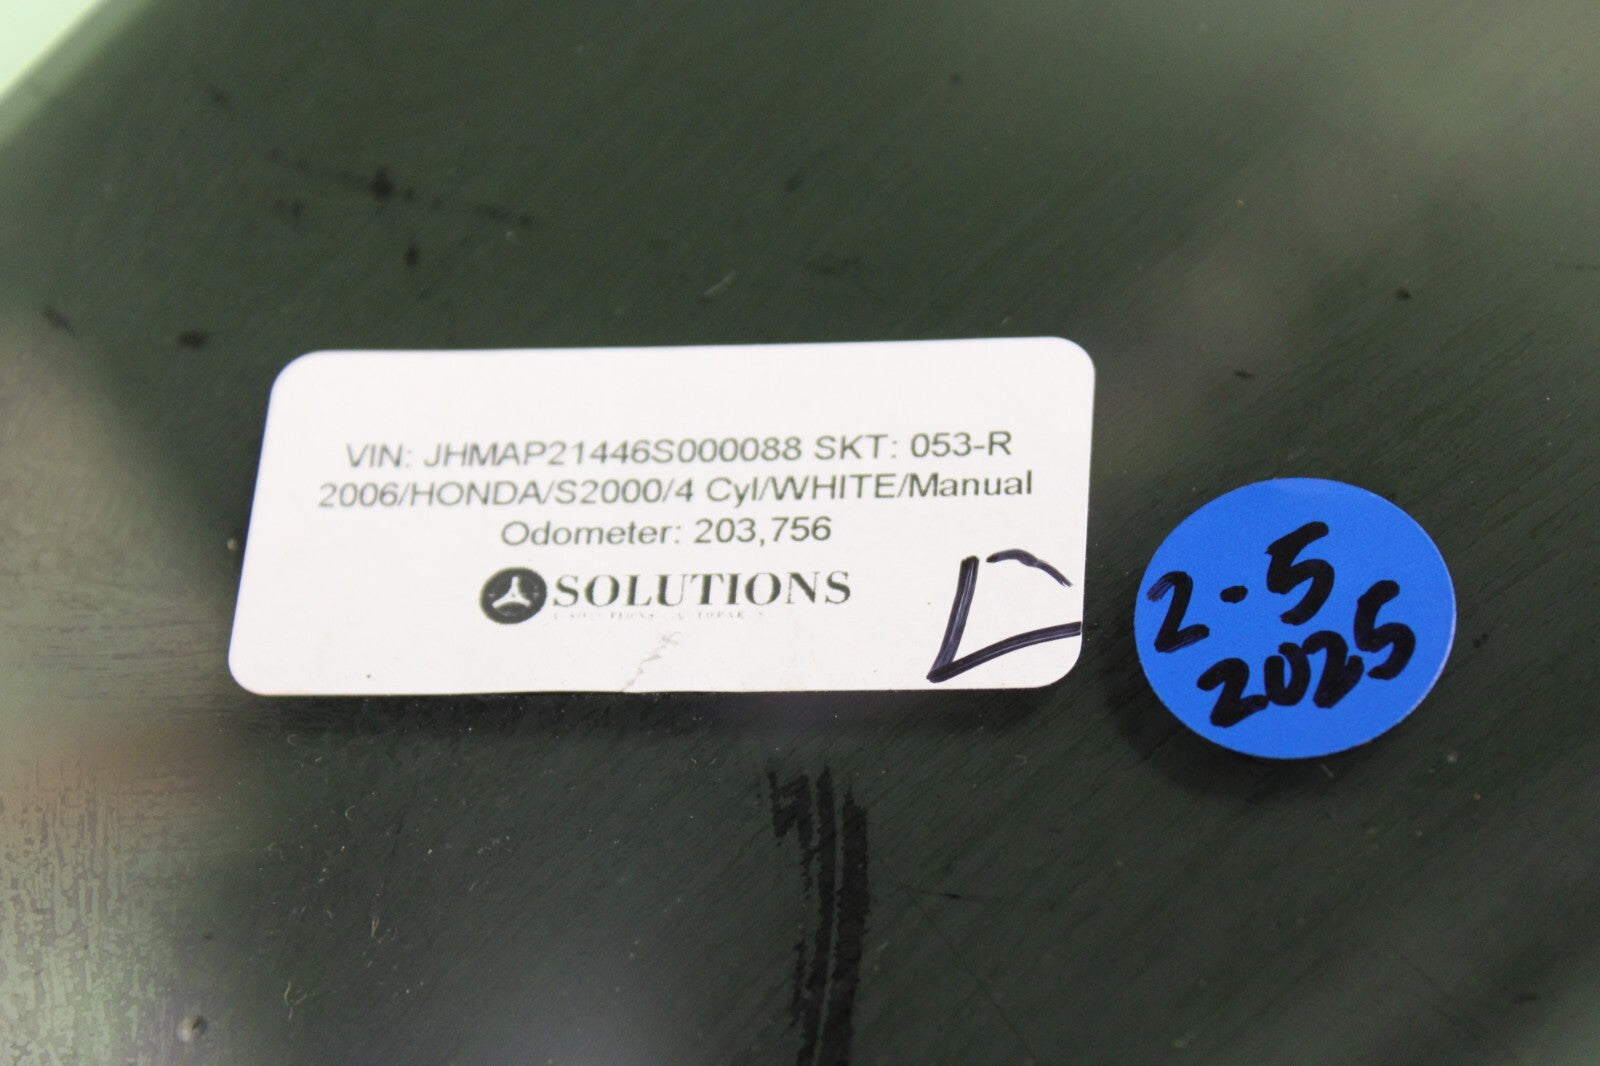 VIN: JHMAP21446S000088 SKT: 053-R
2006/HONDA/S2000/4 Cyl/WHITE/Manual
Odometer: 203,756
SOLUTIONS
2-5
2025